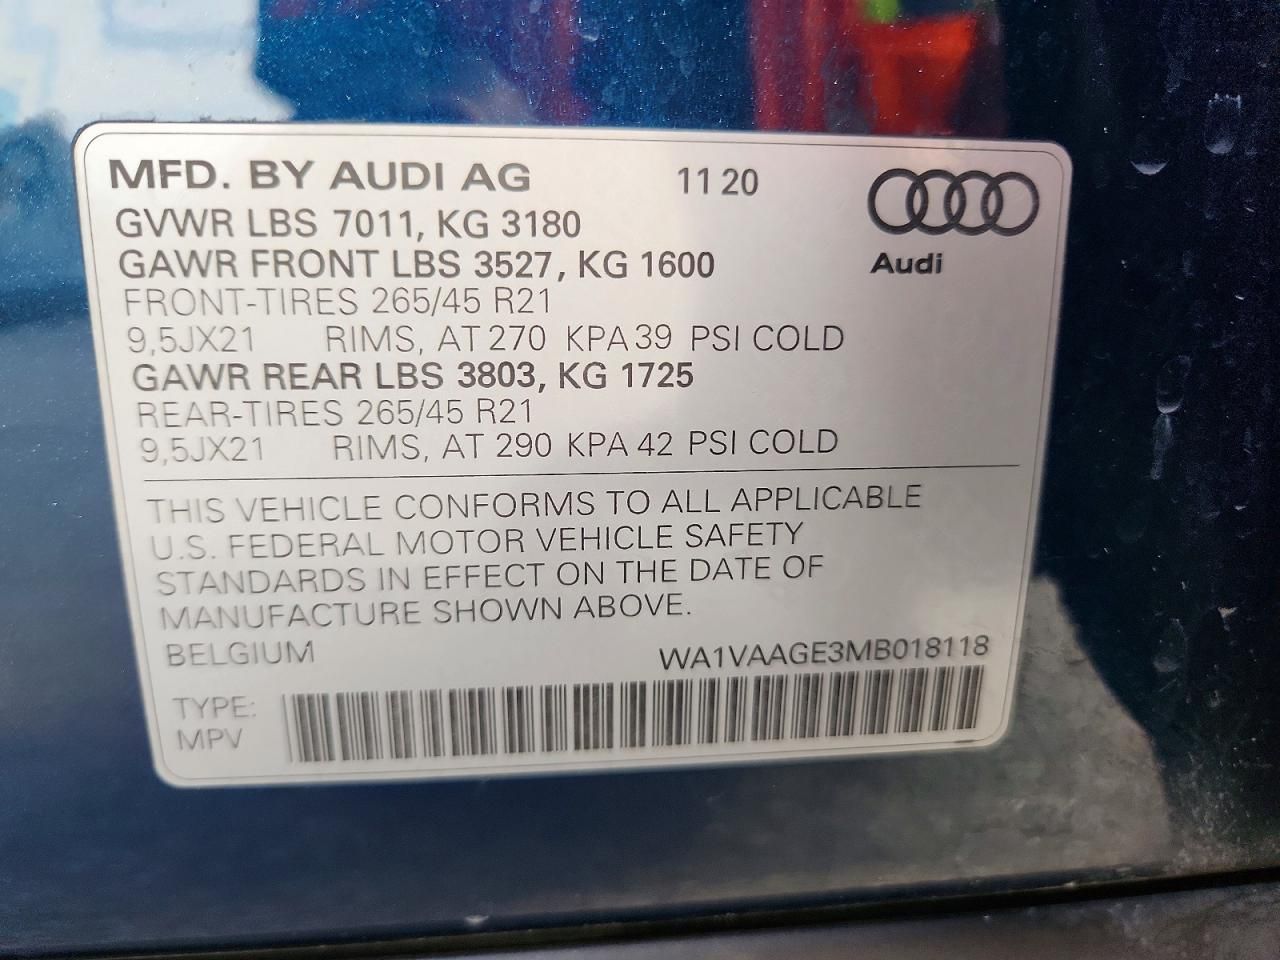 MFD. BY AUDI AG 11 20
GVWR LBS 7011, KG 3180
GAWR FRONT LBS 3527, KG 1600
Audi
FRONT-TIRES 265/45 R21
9,5JX21 RIMS, AT 270 KPA 39 PSI COLD
GAWR REAR LBS 3803, KG 1725
REAR-TIRES 265/45 R21
9,5JX21 RIMS, AT 290 KPA 42 PSI COLD
THIS VEHICLE CONFORMS TO ALL APPLICABLE
U.S. FEDERAL MOTOR VEHICLE SAFETY
STANDARDS IN EFFECT ON THE DATE OF
MANUFACTURE SHOWN ABOVE.
BELGIUM WA1VAAGE3MB018118
TYPE:
MPV